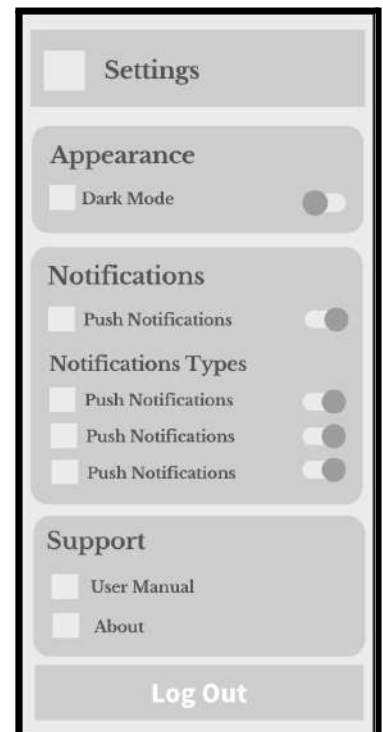 Settings
Appearance
Dark Mode
Notifications
Push Notifications
Notifications Types
Push Notifications
Push Notifications
Push Notifications
Support
User Manual
About
Log Out